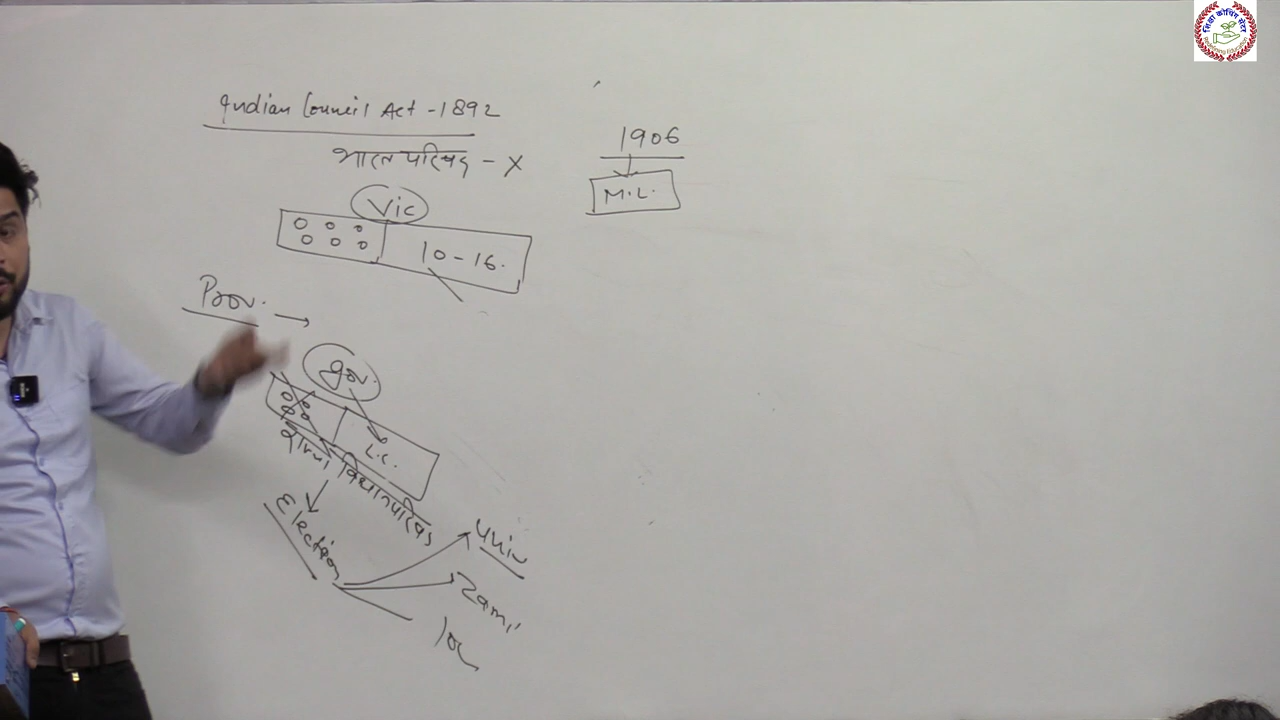 Indian Council Act - 1892
भारत परिषद - X
Vic
10 - 16.
Prov. →
gov.
L.C.
विधानपरिषद
Election
Univ
Zami
loc
1906
M.L.